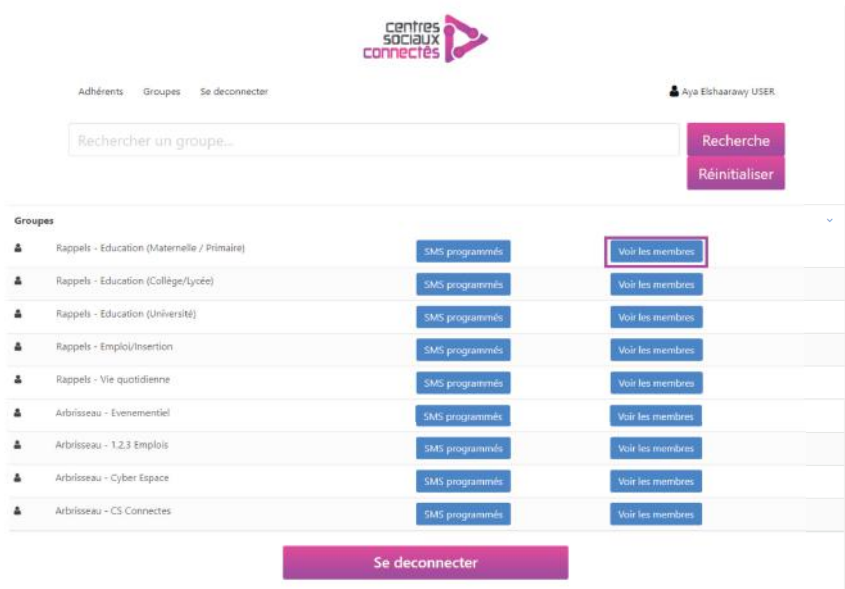 centres
sociaux
connectés
Adhérents Groupes Se deconnecter Aya Elshaarawy USER
Rechercher un groupe... Recherche
Réinitialiser
Groupes
Rappels - Education (Maternelle / Primaire) SMS programmés Voir les membres
Rappels - Education (Collège/Lycée) SMS programmés Voir les membres
Rappels - Education (Université) SMS programmés Voir les membres
Rappels - Emploi/Insertion SMS programmés Voir les membres
Rappels - Vie quotidienne SMS programmés Voir les membres
Arbrisseau - Evenementiel SMS programmés Voir les membres
Arbrisseau - 1.2.3 Emplois SMS programmés Voir les membres
Arbrisseau - Cyber Espace SMS programmés Voir les membres
Arbrisseau - CS Connectes SMS programmés Voir les membres
Se deconnecter